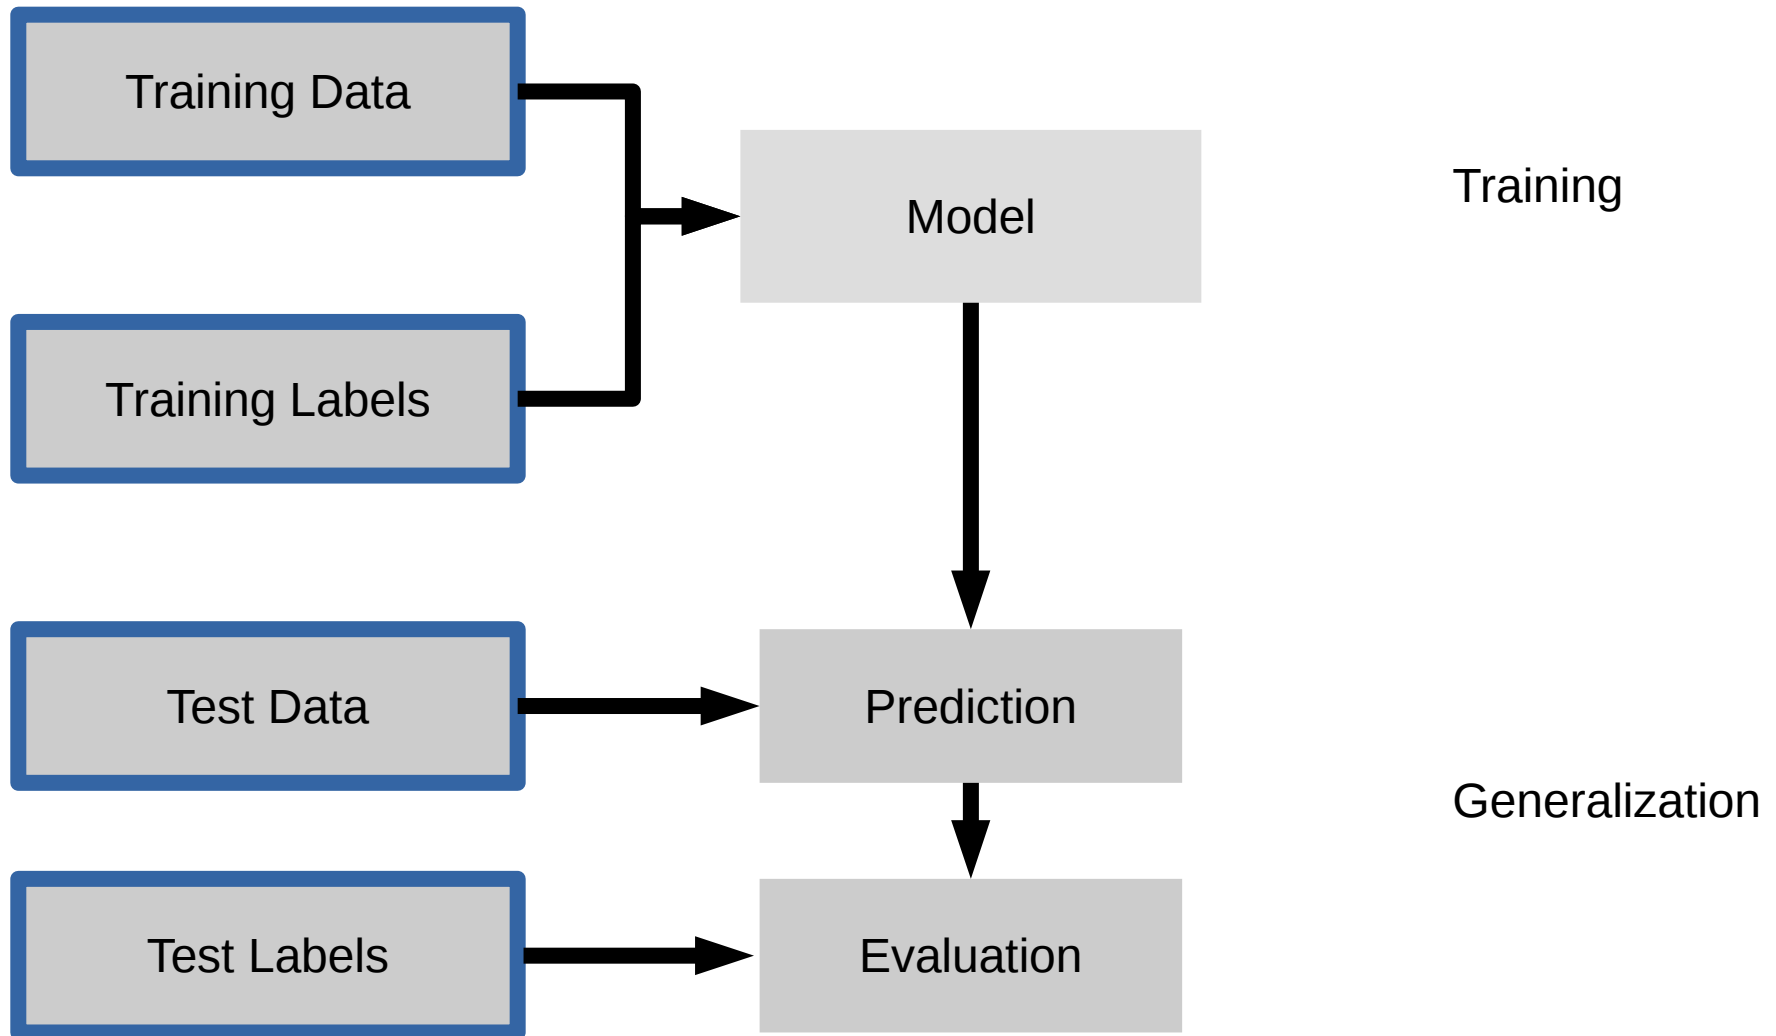 Training Data
Model
Training
Training Labels
Test Data
Prediction
Generalization
Test Labels
Evaluation